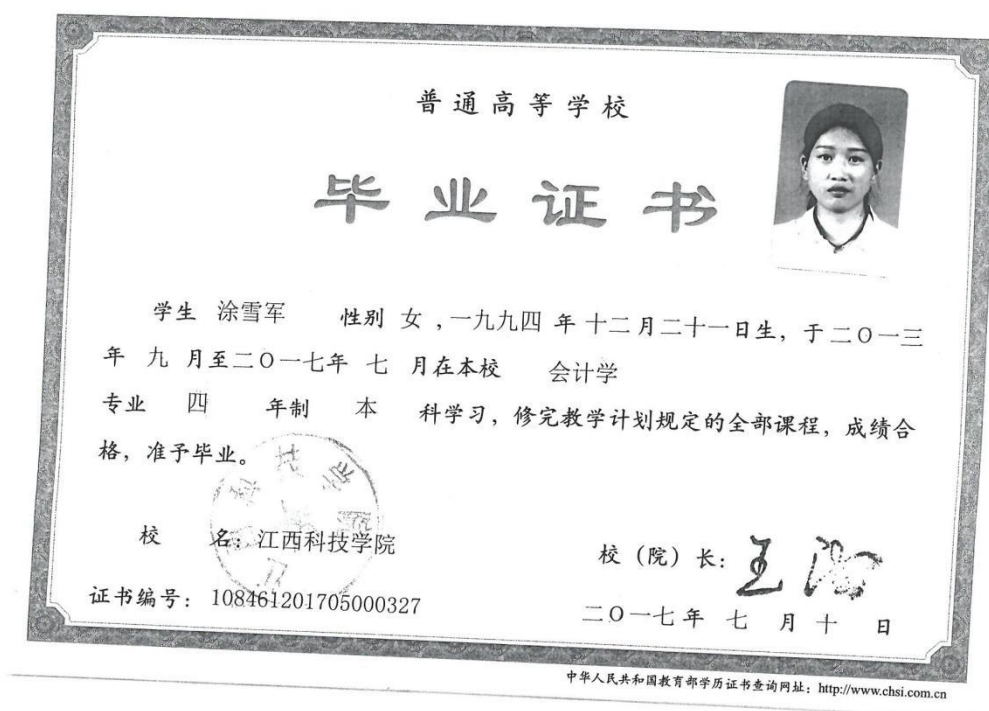 普通高等学校
毕业证书
学生 涂雪军 性别 女 ,一九九四 年 十二月二十一日生，于二〇一三
年 九 月至二〇一七年 七 月在本校 会计学
专业 四 年制 本 科学习，修完教学计划规定的全部课程，成绩合
格，准予毕业。
校 名：江西科技学院
校（院）长：
证书编号：108461201705000327
二〇一七年 七 月 十 日
中华人民共和国教育部学历证书查询网址：http://www.chsi.com.cn